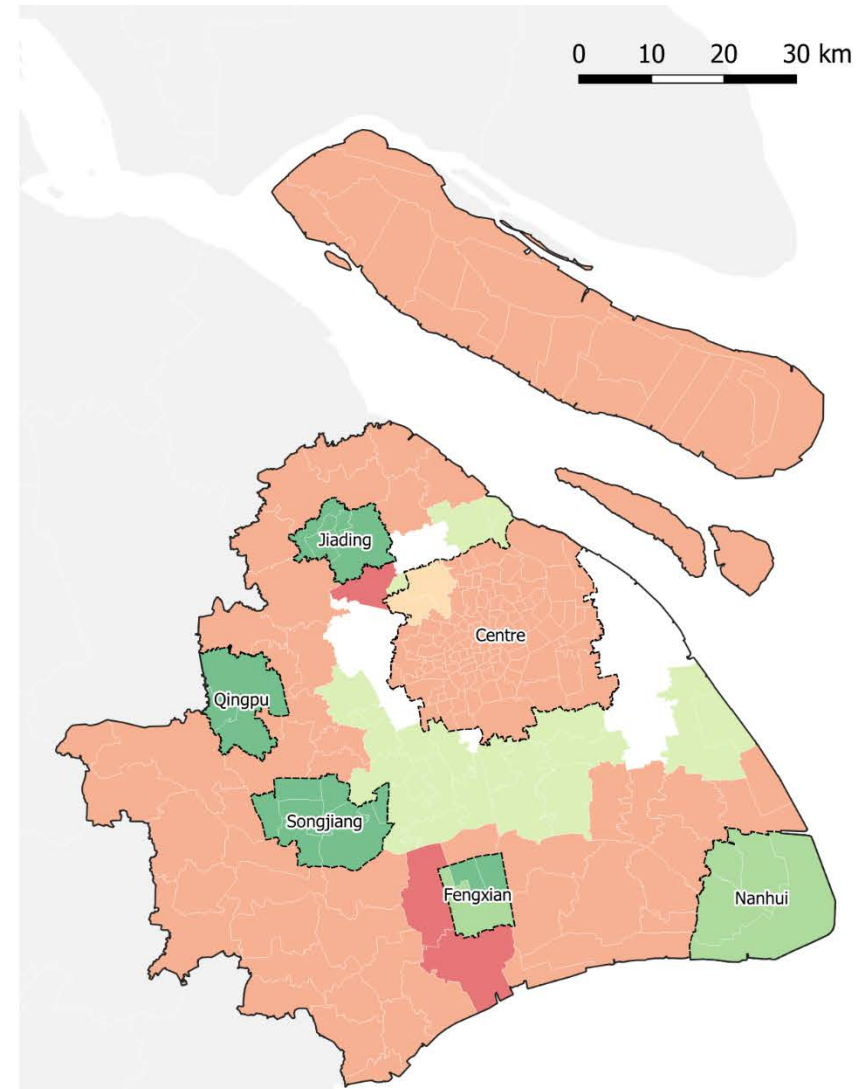 0 10 20 30 km
Jiading
Centre
Qingpu
Songjiang
Fengxian
Nanhui